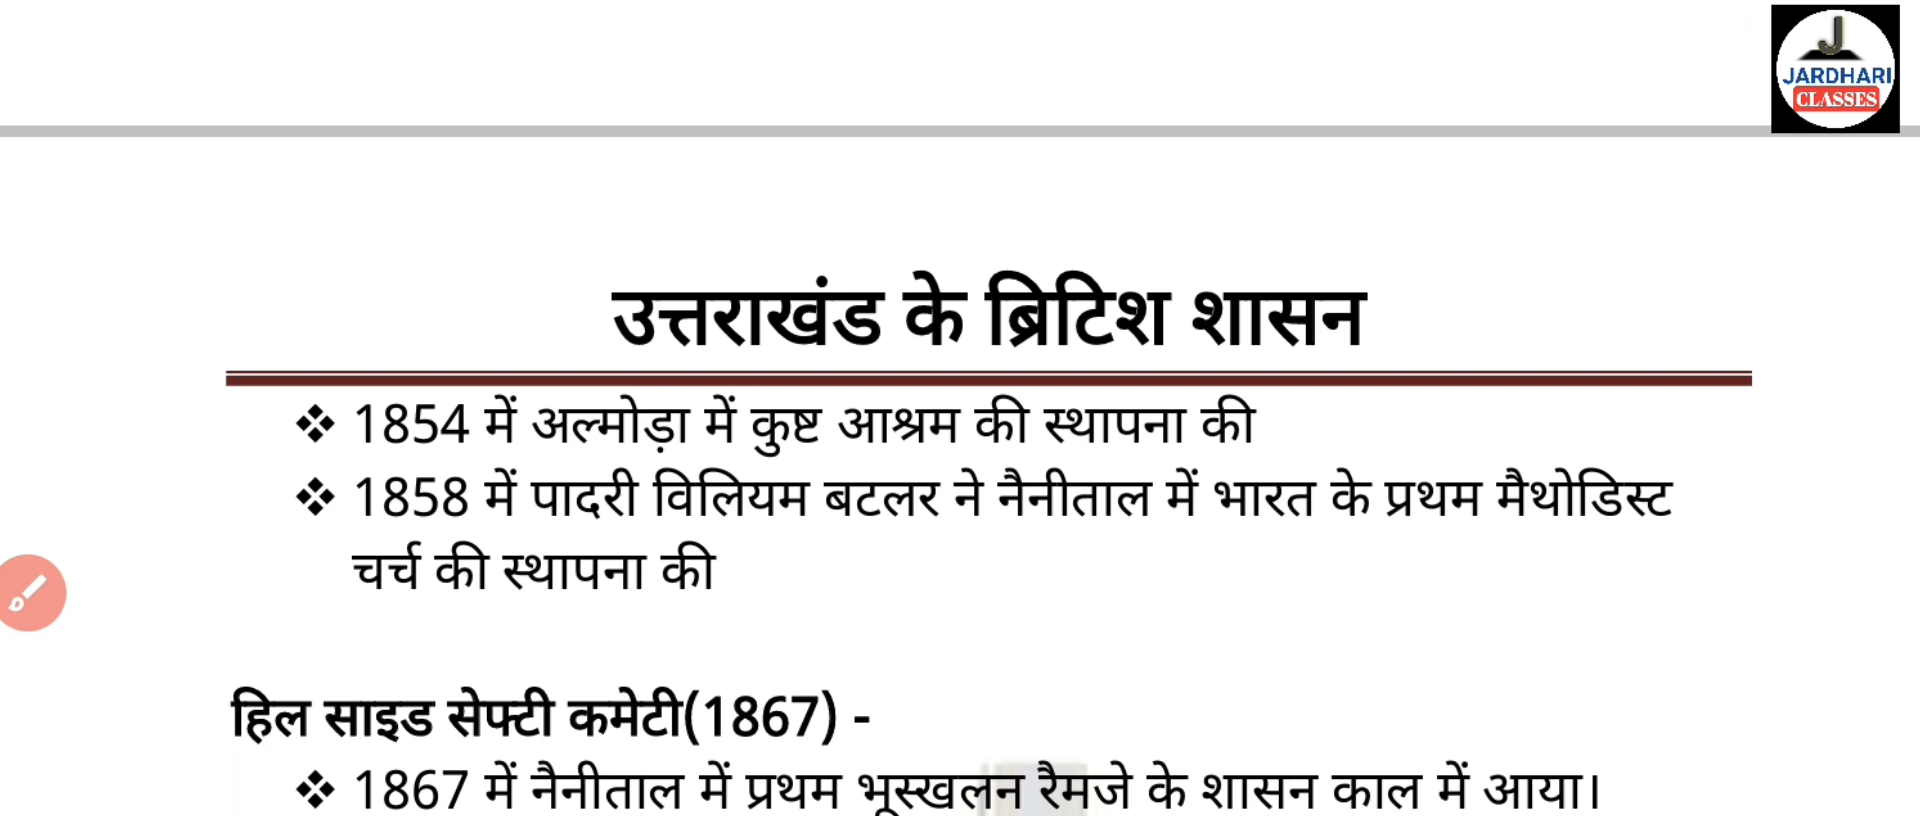 J
JARDHARI
CLASSES
उत्तराखंड के ब्रिटिश शासन
❖ 1854 में अल्मोड़ा में कुष्ट आश्रम की स्थापना की
❖ 1858 में पादरी विलियम बटलर ने नैनीताल में भारत के प्रथम मैथोडिस्ट
चर्च की स्थापना की
हिल साइड सेफ्टी कमेटी(1867) -
❖ 1867 में नैनीताल में प्रथम भूस्खलन रैमजे के शासन काल में आया।